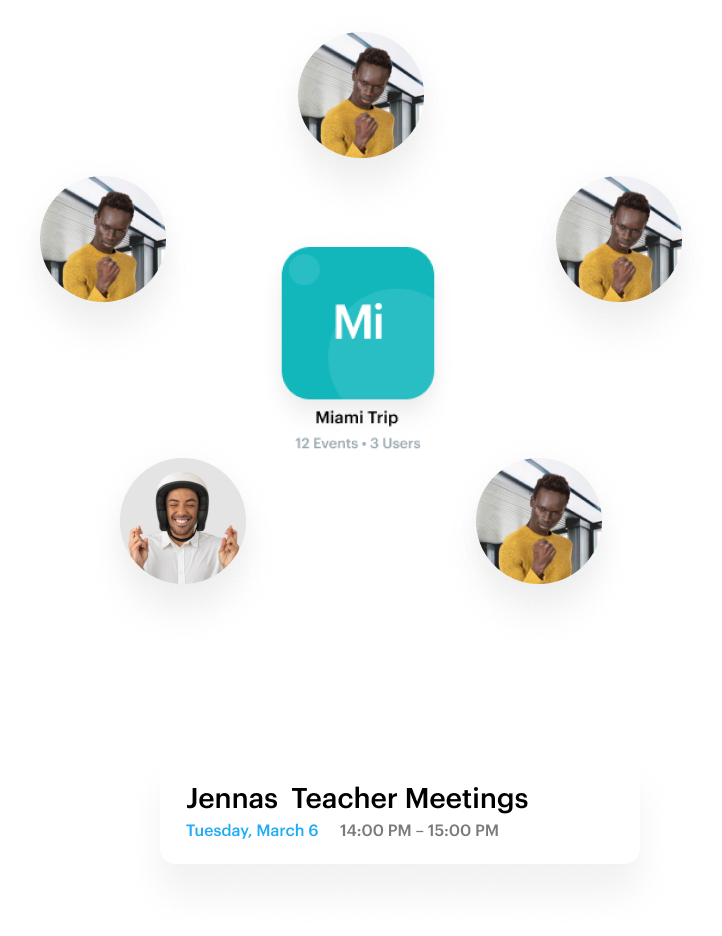 Mi
Miami Trip
12 Events • 3 Users
Jennas Teacher Meetings
Tuesday, March 6 14:00 PM – 15:00 PM